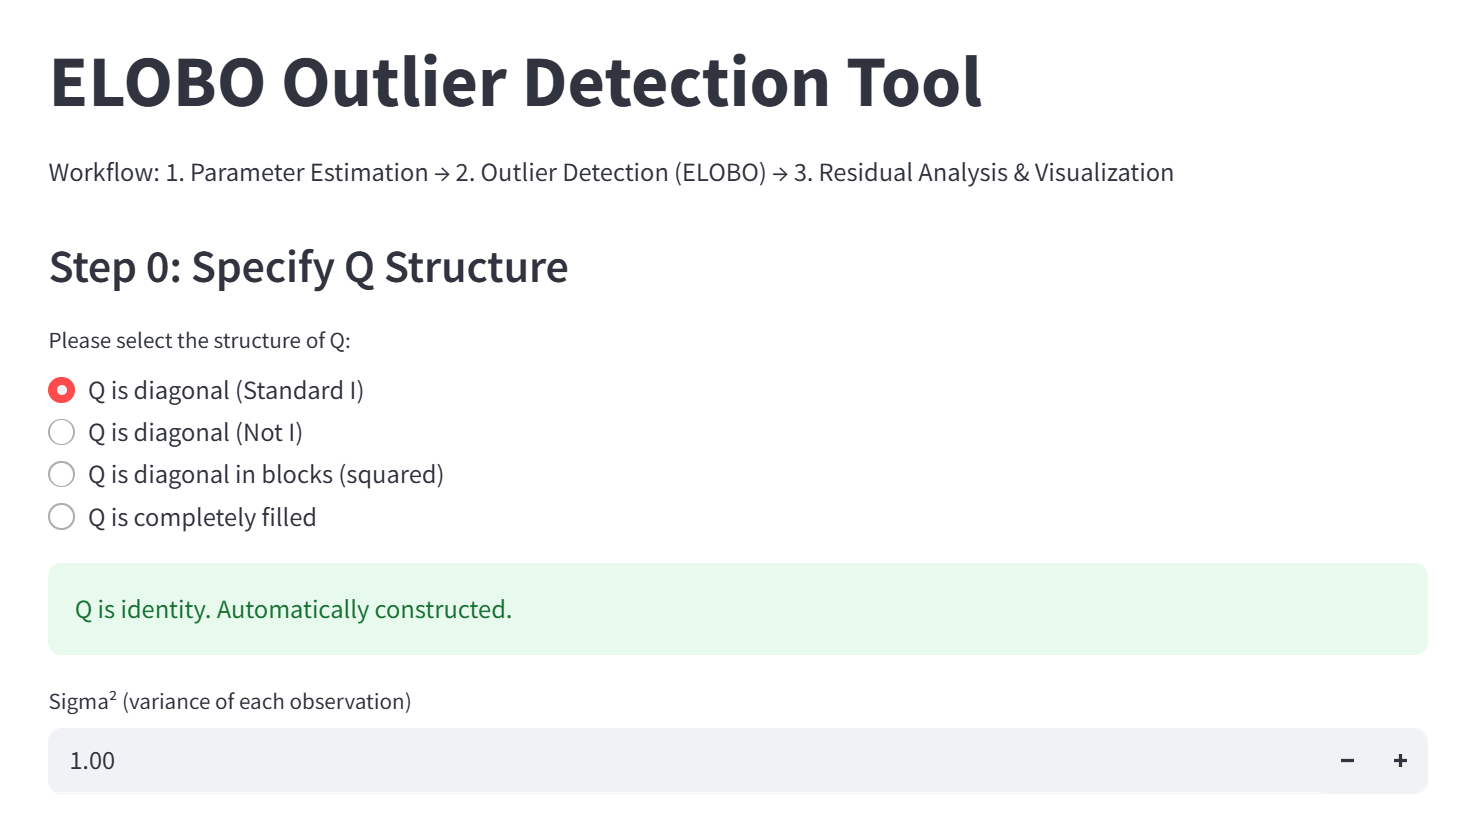 ELOBO Outlier Detection Tool
Workflow: 1. Parameter Estimation → 2. Outlier Detection (ELOBO) → 3. Residual Analysis & Visualization
Step 0: Specify Q Structure
Please select the structure of Q:
Q is diagonal (Standard I)
Q is diagonal (Not I)
Q is diagonal in blocks (squared)
Q is completely filled
Q is identity. Automatically constructed.
Sigma² (variance of each observation)
1.00